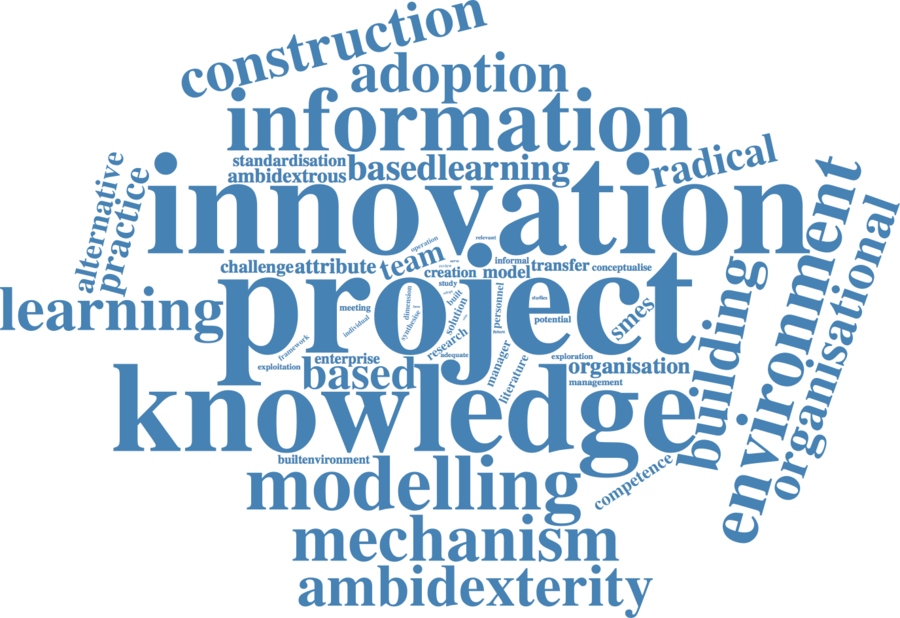 construction
adoption
information
standardisation
basedlearning
ambidextrous
radical
innovation
alternative
practice
environment
organisational
building
operation
relevant
team
informal
challenge
attribute
creation
model
transfer
conceptualise
project
study
built
dimension
synthesise
solution
personnel
studies
meeting
individual
potential
smes
learning
research
future
framework
adequate
manager
literature
enterprise
exploitation
exploration
organisation
based
management
knowledge
builtenvironment
competence
modelling
mechanism
ambidexterity